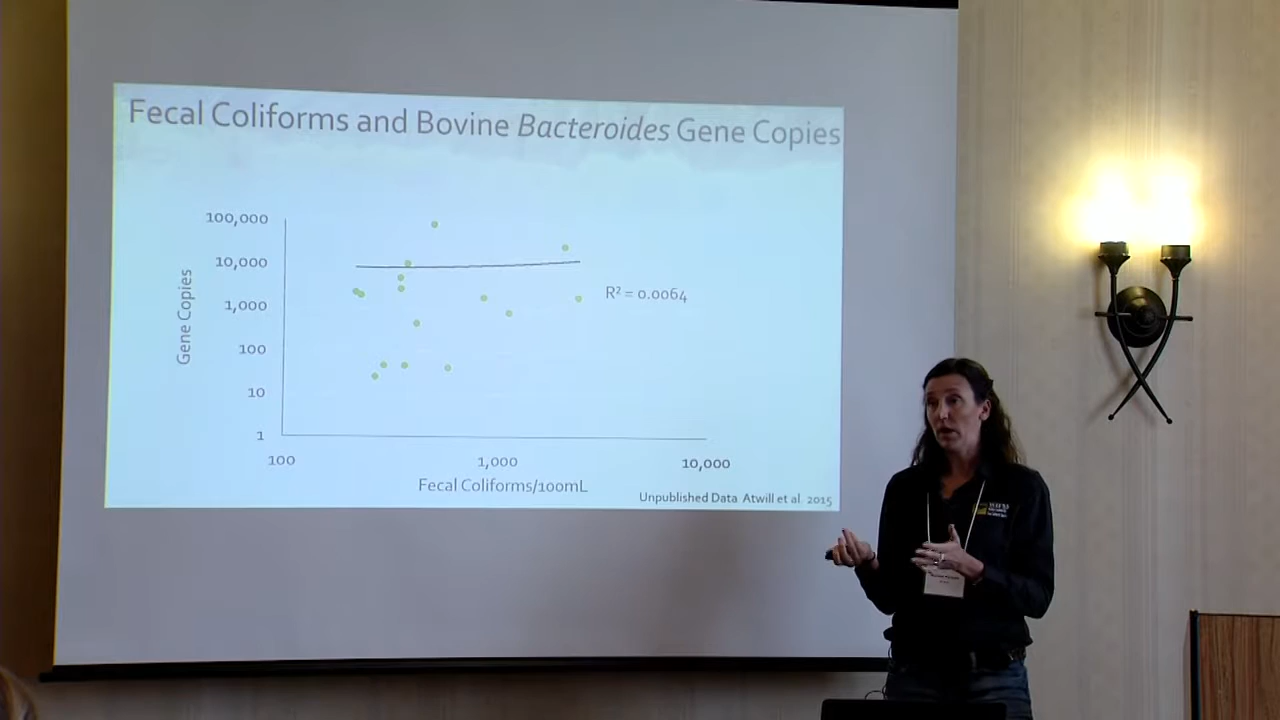 Fecal Coliforms and Bovine Bacteroides Gene Copies
100,000
10,000
1,000
100
10
1
Gene Copies
R² = 0.0064
100
1,000
10,000
Fecal Coliforms/100mL
Unpublished Data Atwill et al. 2015